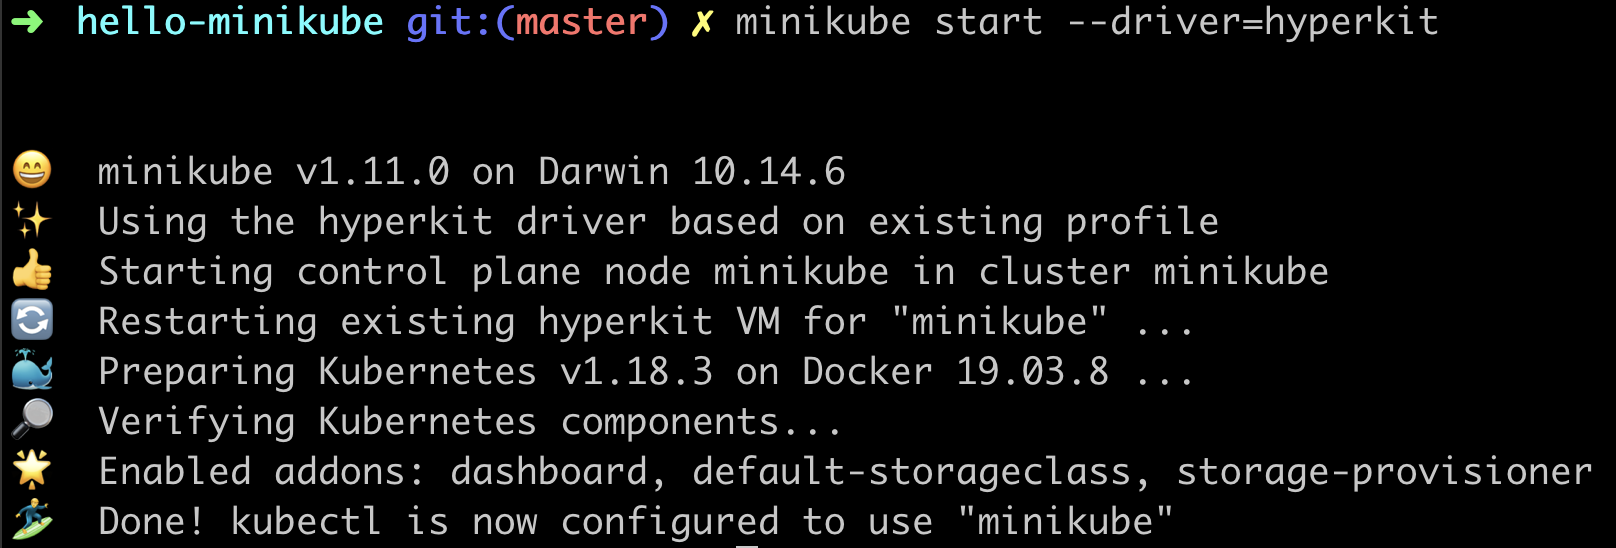 ➜ hello-minikube git:(master) ✗ minikube start --driver=hyperkit
😄 minikube v1.11.0 on Darwin 10.14.6
✨ Using the hyperkit driver based on existing profile
👍 Starting control plane node minikube in cluster minikube
🔄 Restarting existing hyperkit VM for "minikube" ...
🐳 Preparing Kubernetes v1.18.3 on Docker 19.03.8 ...
🔎 Verifying Kubernetes components...
🌟 Enabled addons: dashboard, default-storageclass, storage-provisioner
🏄 Done! kubectl is now configured to use "minikube"